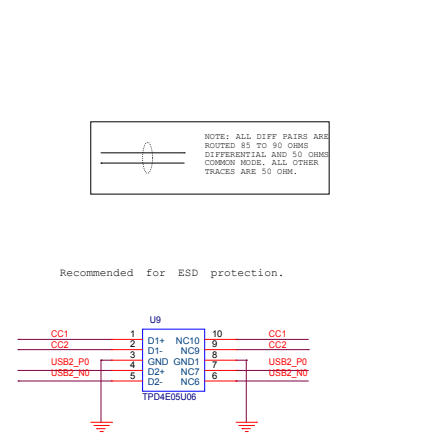 NOTE: ALL DIFF PAIRS ARE
ROUTED 85 TO 90 OHMS
DIFFERENTIAL AND 50 OHMS
COMMON MODE. ALL OTHER
TRACES ARE 50 OHM.
Recommended for ESD protection.
U9
CC1 1 D1+ NC10 10 CC1
CC2 2 D1- NC9 9 CC2
3 GND GND1 8
USB2_P0 4 D2+ NC7 7 USB2_P0
USB2_N0 5 D2- NC6 6 USB2_N0
TPD4E05U06